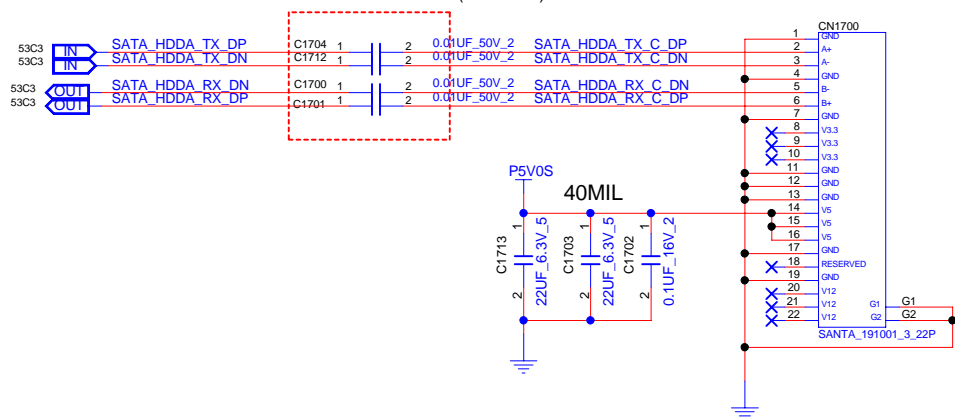 CN1700
53C3 IN SATA_HDDA_TX_DP C1704 1 2 0.01UF_50V_2 SATA_HDDA_TX_C_DP
53C3 IN SATA_HDDA_TX_DN C1712 1 2 0.01UF_50V_2 SATA_HDDA_TX_C_DN
53C3 OUT SATA_HDDA_RX_DN C1700 1 2 0.01UF_50V_2 SATA_HDDA_RX_C_DN
53C3 OUT SATA_HDDA_RX_DP C1701 1 2 0.01UF_50V_2 SATA_HDDA_RX_C_DP
1 GND
2 A+
3 A-
4 GND
5 B-
6 B+
7 GND
8 V3.3
9 V3.3
10 V3.3
11 GND
12 GND
13 GND
14 V5
15 V5
16 V5
17 GND
18 RESERVED
19 GND
20 V12
21 V12 G1 G1
22 V12 G2 G2
SANTA_191001_3_22P
P5V0S
40MIL
1 C1713 2 22UF_6.3V_5
1 C1703 2 22UF_6.3V_5
1 C1702 2 0.1UF_16V_2